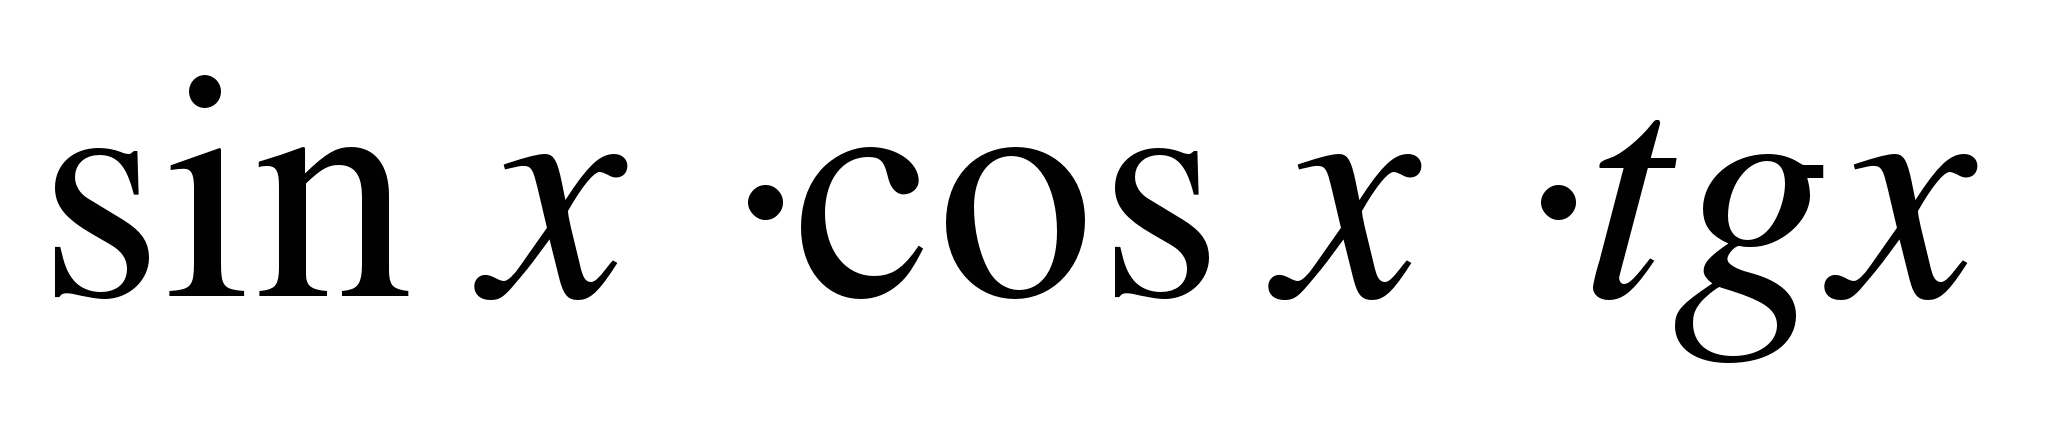 sin x ·cos x ·tgx